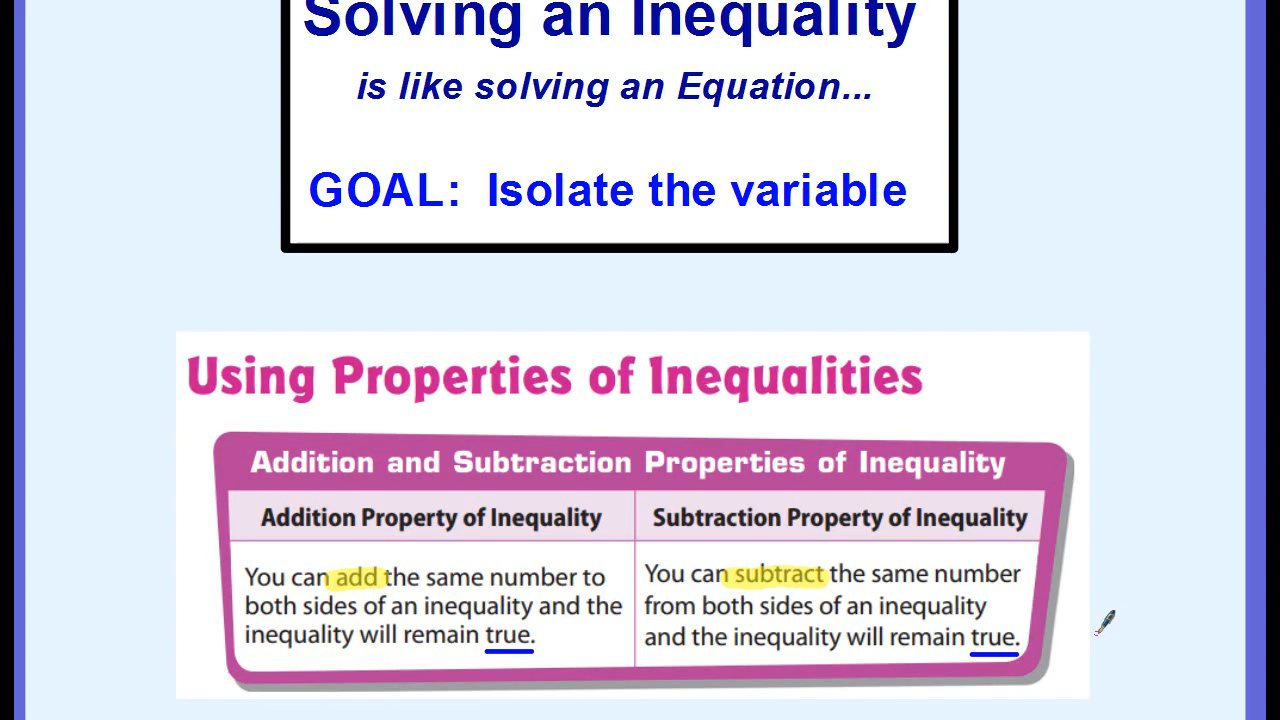 Solving an Inequality
is like solving an Equation...
GOAL: Isolate the variable
Using Properties of Inequalities
Addition and Subtraction Properties of Inequality
Addition Property of Inequality
You can add the same number to
both sides of an inequality and the
inequality will remain true.
Subtraction Property of Inequality
You can subtract the same number
from both sides of an inequality
and the inequality will remain true.